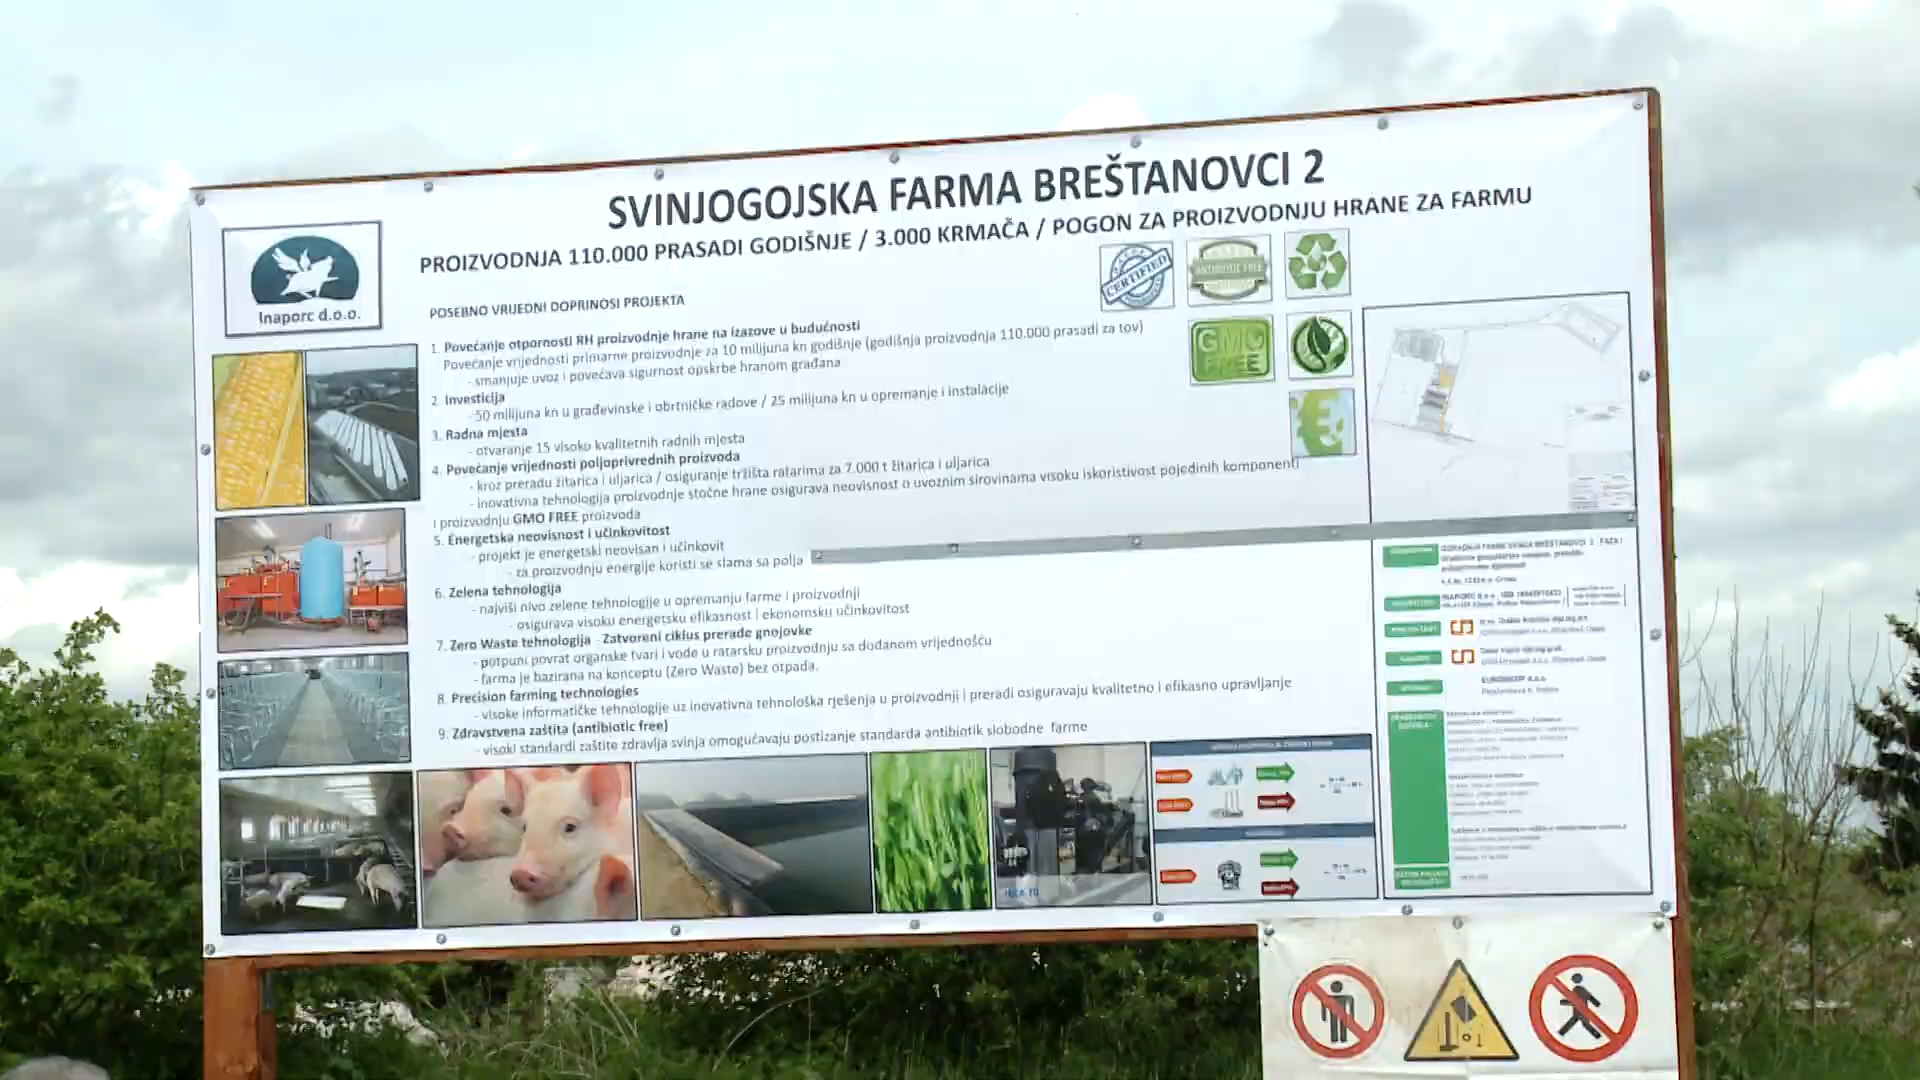 SVINJOGOJSKA FARMA BREŠTANOVCI 2
PROIZVODNJA 110.000 PRASADI GODIŠNJE / 3.000 KRMAČA / POGON ZA PROIZVODNJU HRANE ZA FARMU
Inaporc d.o.o.
CERTIFIED
ANTIBIOTIC FREE
GMO
FREE
POSEBNO VRIJEDNI DOPRINOSI PROJEKTA
1. Povećanje otpornosti RH proizvodnje hrane na izazove u budućnosti
Povećanje vrijednosti primarne proizvodnje za 10 milijuna kn godišnje (godišnja proizvodnja 110.000 prasadi za tov)
- smanjuje uvoz i povećava sigurnost opskrbe hranom građana
2. Investicija
- 50 milijuna kn u građevinske i obrtničke radove / 25 milijuna kn u opremanje i instalacije
3. Radna mjesta
- otvaranje 15 visoko kvalitetnih radnih mjesta
4. Povećanje vrijednosti poljoprivrednih proizvoda
- kroz preradu žitarica i uljarica / osiguranje tržišta ratarima za 7.000 t žitarica i uljarica
- inovativna tehnologija proizvodnje stočne hrane osigurava neovisnost o uvoznim sirovinama visoku iskoristivost pojedinih komponenti
i proizvodnju GMO FREE proizvoda
5. Energetska neovisnost i učinkovitost
- projekt je energetski neovisan i učinkovit
- za proizvodnju energije koristi se slama sa polja
6. Zelena tehnologija
- najviši nivo zelene tehnologije u opremanju farme i proizvodnji
- osigurava visoku energetsku efikasnost i ekonomsku učinkovitost
7. Zero Waste tehnologija - Zatvoreni ciklus prerade gnojovke
- potpuni povrat organske tvari i vode u ratarsku proizvodnju sa dodanom vrijednošću
- farma je bazirana na konceptu (Zero Waste) bez otpada.
8. Precision farming technologies
- visoke informatičke tehnologije uz inovativna tehnološka rješenja u proizvodnji i preradi osiguravaju kvalitetno i efikasno upravljanje
9. Zdravstvena zaštita (antibiotic free)
- visoki standardi zaštite zdravlja svinja omogućavaju postizanje standarda antibiotik slobodne farme